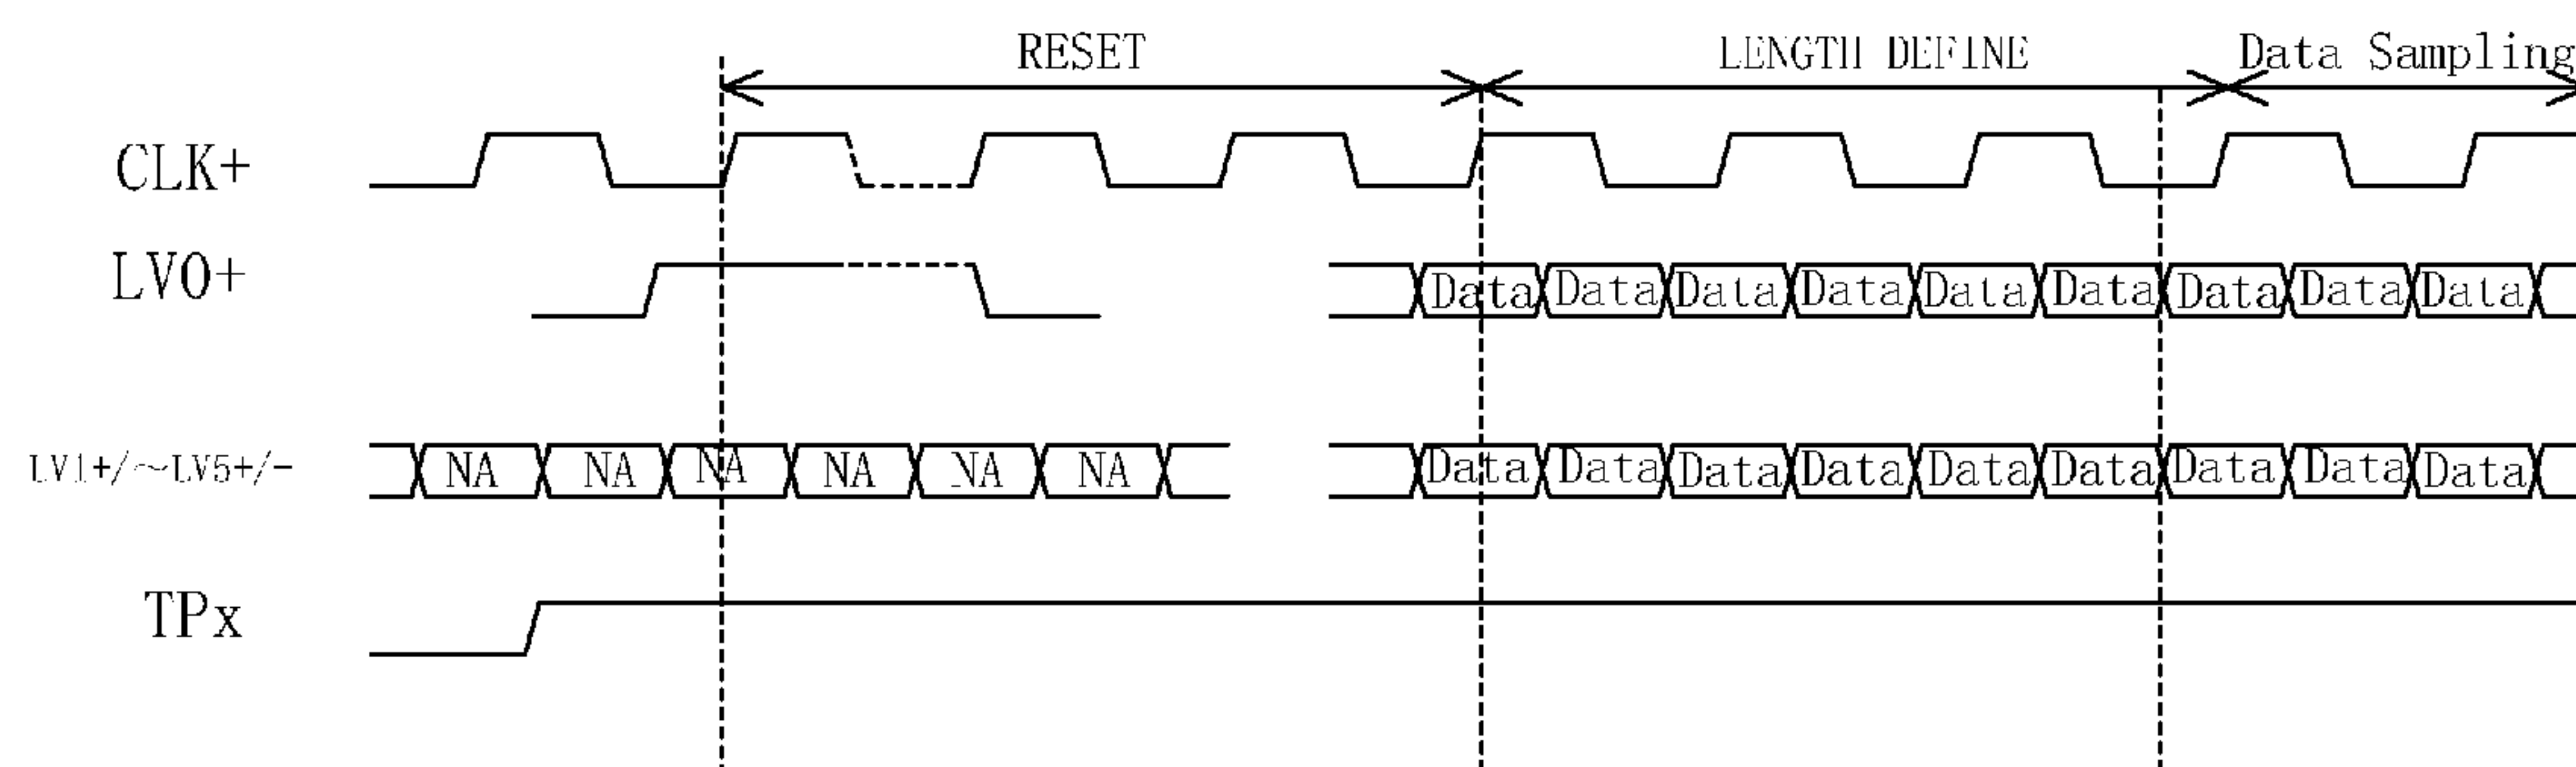 RESET LENGTH DEFINE Data Sampling
CLK+
LV0+ Data Data Data Data Data Data Data Data Data
LV1+/~LV5+/- NA NA NA NA NA NA Data Data Data Data Data Data Data Data Data
TPx